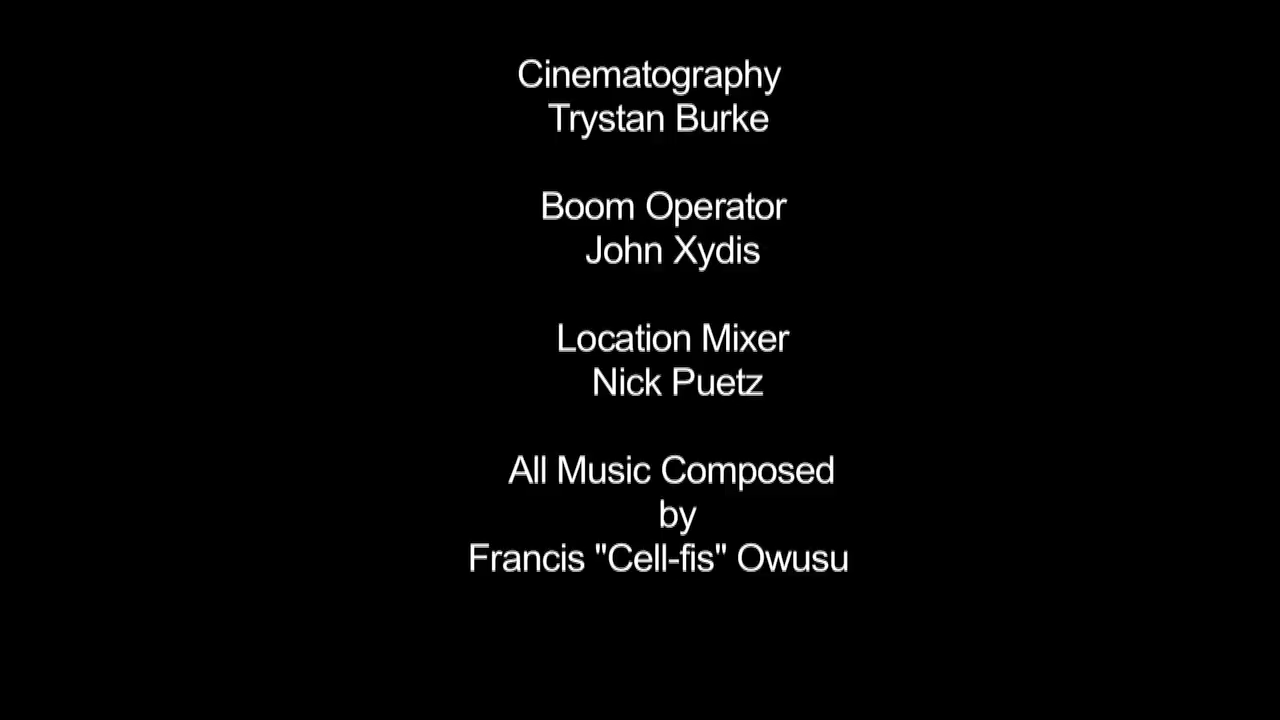 Cinematography
Trystan Burke
Boom Operator
John Xydis
Location Mixer
Nick Puetz
All Music Composed
by
Francis "Cell-fis" Owusu